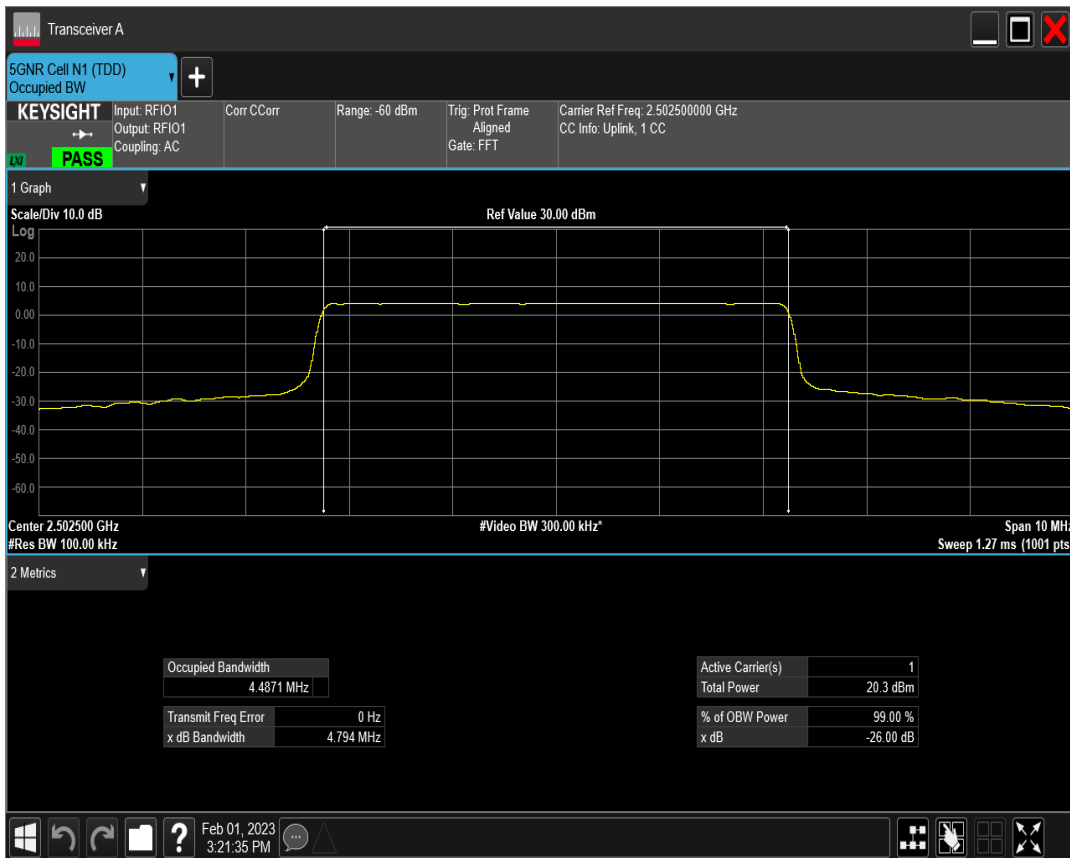 Transceiver A
5GNR Cell N1 (TDD)
Occupied BW
+
KEYSIGHT
LXI
PASS
Input: RFIO1
Output: RFIO1
Coupling: AC
Corr CCorr
Range: -60 dBm
Trig: Prot Frame
Aligned
Gate: FFT
Carrier Ref Freq: 2.502500000 GHz
CC Info: Uplink, 1 CC
1 Graph
Scale/Div 10.0 dB
Ref Value 30.00 dBm
Log
20.0
10.0
0.00
-10.0
-20.0
-30.0
-40.0
-50.0
-60.0
Center 2.502500 GHz
#Video BW 300.00 kHz*
Span 10 MHz
#Res BW 100.00 kHz
Sweep 1.27 ms (1001 pts
2 Metrics
Occupied Bandwidth
4.4871 MHz
Transmit Freq Error 0 Hz
x dB Bandwidth 4.794 MHz
Active Carrier(s) 1
Total Power 20.3 dBm
% of OBW Power 99.00 %
x dB -26.00 dB
?
Feb 01, 2023
3:21:35 PM